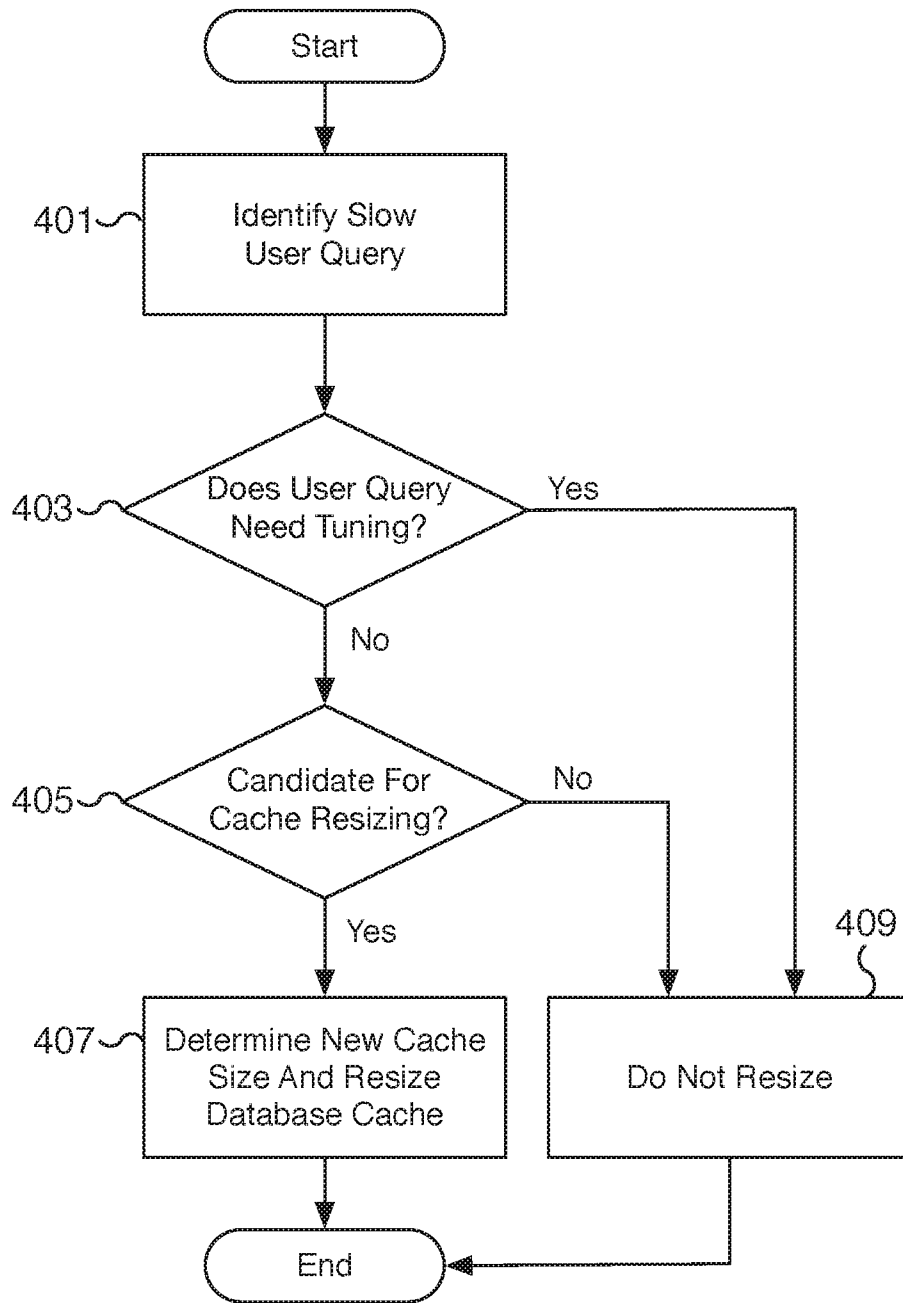 Start
401
Identify Slow
User Query
403
Does User Query
Need Tuning?
Yes
No
405
Candidate For
Cache Resizing?
No
Yes
409
407
Determine New Cache
Size And Resize
Database Cache
Do Not Resize
End